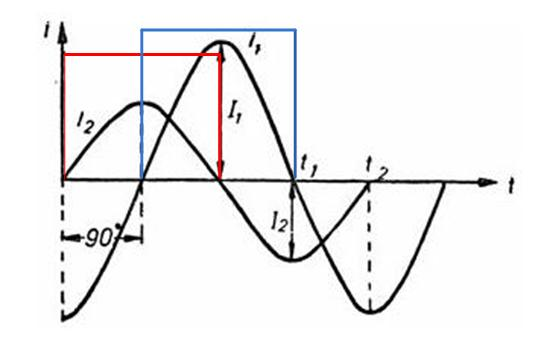 i
I₁
I₂
I₁
t₁
t₂
t
I₂
90°